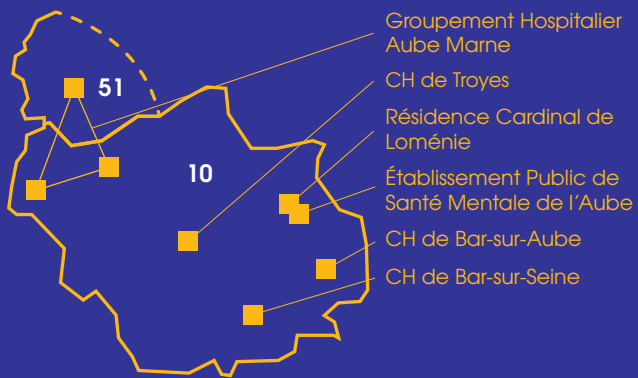 Groupement Hospitalier
Aube Marne
51
CH de Troyes
Résidence Cardinal de
Loménie
10
Établissement Public de
Santé Mentale de l'Aube
CH de Bar-sur-Aube
CH de Bar-sur-Seine